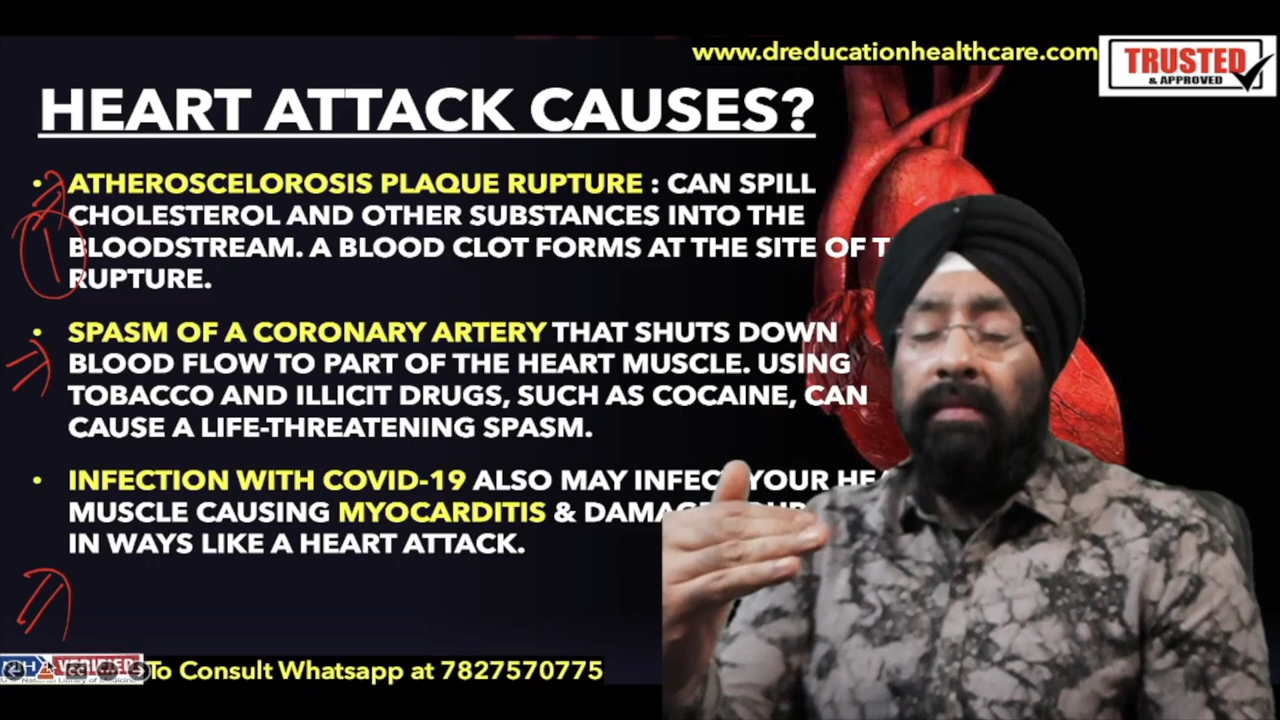 www.dreducationhealthcare.com
TRUSTED
& APPROVED
HEART ATTACK CAUSES?
• ATHEROSCELOROSIS PLAQUE RUPTURE : CAN SPILL
CHOLESTEROL AND OTHER SUBSTANCES INTO THE
BLOODSTREAM. A BLOOD CLOT FORMS AT THE SITE OF
RUPTURE.
• SPASM OF A CORONARY ARTERY THAT SHUTS DOWN
BLOOD FLOW TO PART OF THE HEART MUSCLE. USING
TOBACCO AND ILLICIT DRUGS, SUCH AS COCAINE, CAN
CAUSE A LIFE-THREATENING SPASM.
• INFECTION WITH COVID-19 ALSO MAY INFECT YOUR
MUSCLE CAUSING MYOCARDITIS &
IN WAYS LIKE A HEART ATTACK.
VERIFIED
To Consult Whatsapp at 7827570775